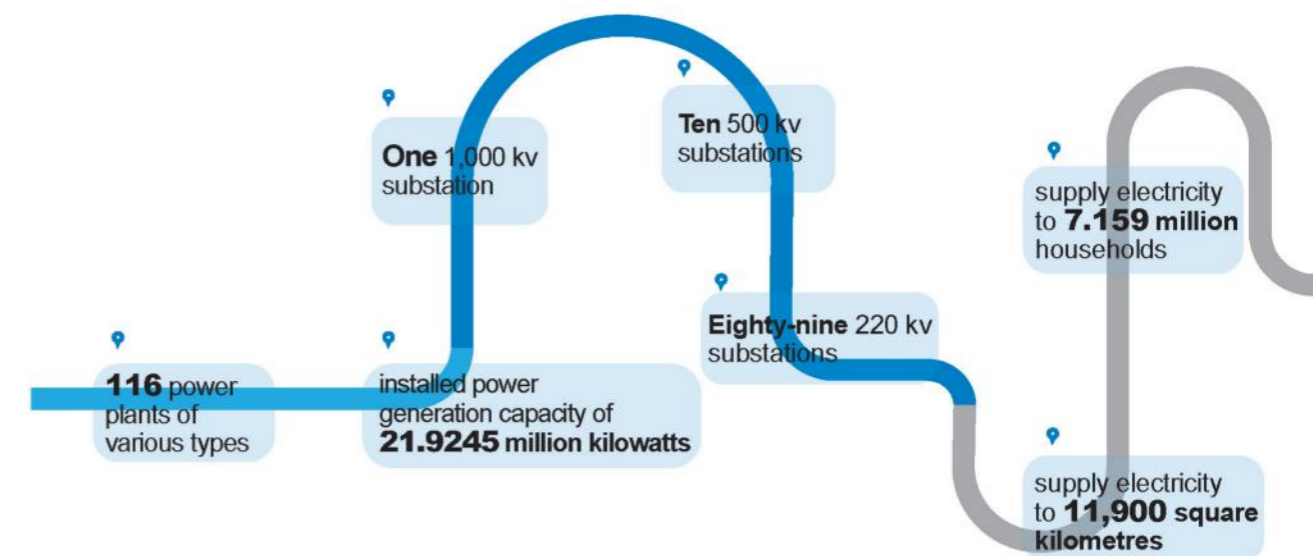 116 power
plants of
various types
installed power
generation capacity of
21.9245 million kilowatts
One 1,000 kv
substation
Ten 500 kv
substations
Eighty-nine 220 kv
substations
supply electricity
to 11,900 square
kilometres
supply electricity
to 7.159 million
households